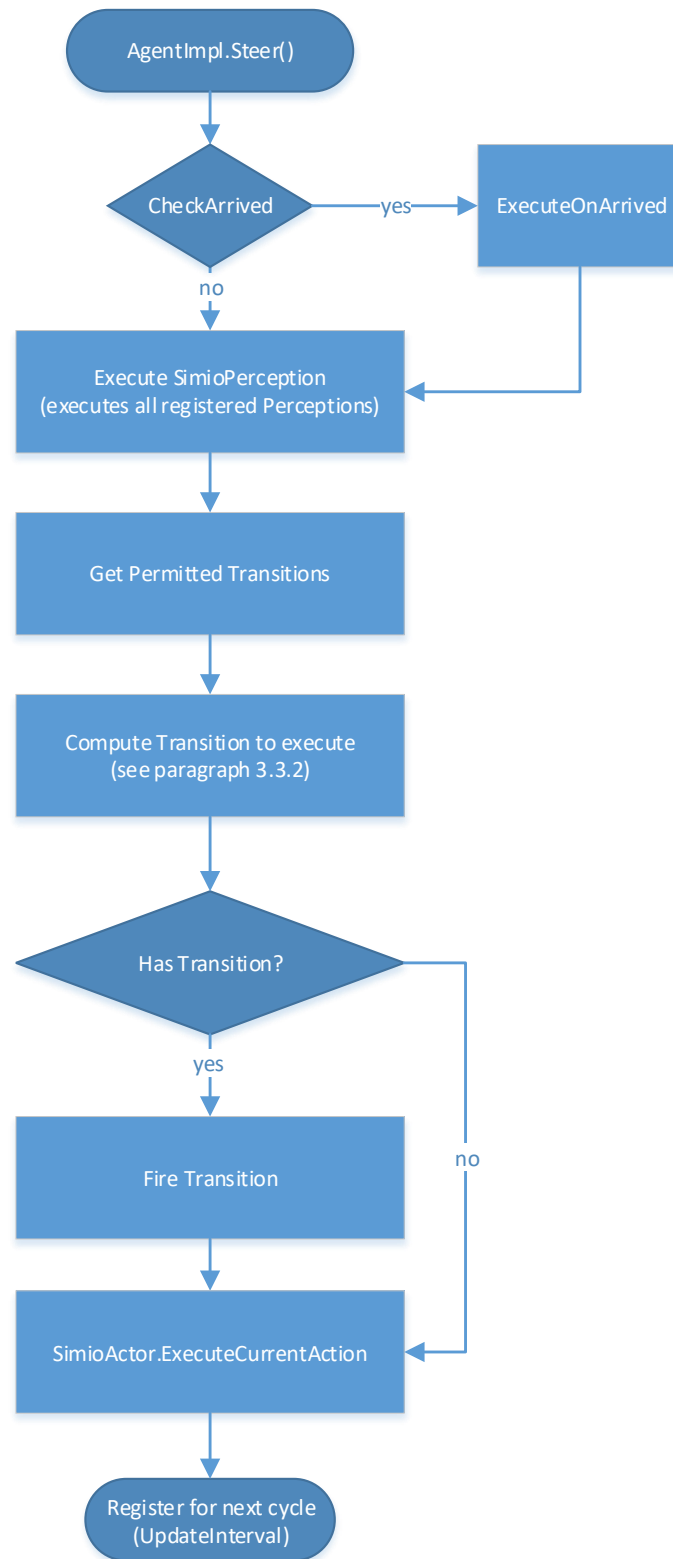 AgentImpl.Steer()
CheckArrived
yes
ExecuteOnArrived
no
Execute SimioPerception
(executes all registered Perceptions)
Get Permitted Transitions
Compute Transition to execute
(see paragraph 3.3.2)
Has Transition?
yes
no
Fire Transition
SimioActor.ExecuteCurrentAction
Register for next cycle
(UpdateInterval)